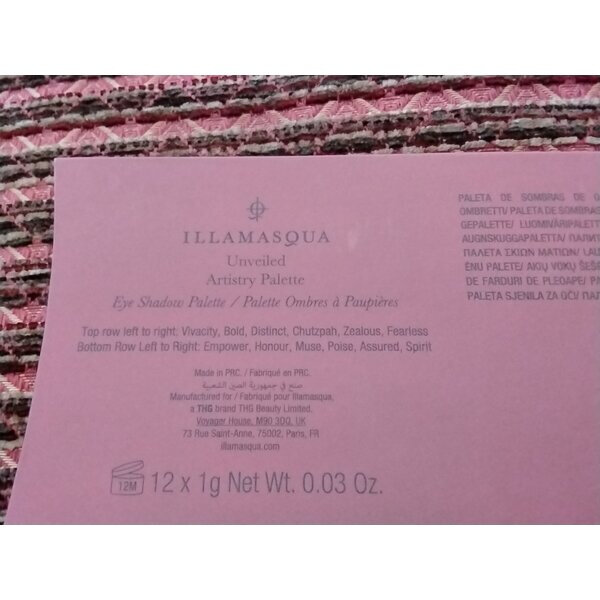 ILLAMASQUA
Unveiled
Artistry Palette
Eye Shadow Palette / Palette Ombres à Paupières
Top row left to right: Vivacity, Bold, Distinct, Chutzpah, Zealous, Fearless
Bottom Row Left to Right: Empower, Honour, Muse, Poise, Assured, Spirit
Made in PRC. / Fabriqué en PRC.
صنع في جمهورية الصين الشعبية
Manufactured for / Fabriqué pour Illamasqua,
a THG brand THG Beauty Limited,
Voyager House, M90 3DQ, UK
73 Rue Saint-Anne, 75002, Paris, FR
illamasqua.com
12M 12 x 1g Net Wt. 0.03 Oz.
PALETA DE SOMBRAS DE
OMBRETTI/ PALETA DE SOMBRAS
GEPALETTE/ LUOMIVÄRIPALETT
AUGNSKUGGAPALETTA/ ПАЛИТ
ΠΑΛΕΤΑ ΣΚΙΩΝ ΜΑΤΙΩΝ/
ĒNU PALETE/ AKIŲ VOKŲ ŠEŠĖ
DE FARDURI DE PLEOAPE/
PALETA SJENILA ZA OČI/